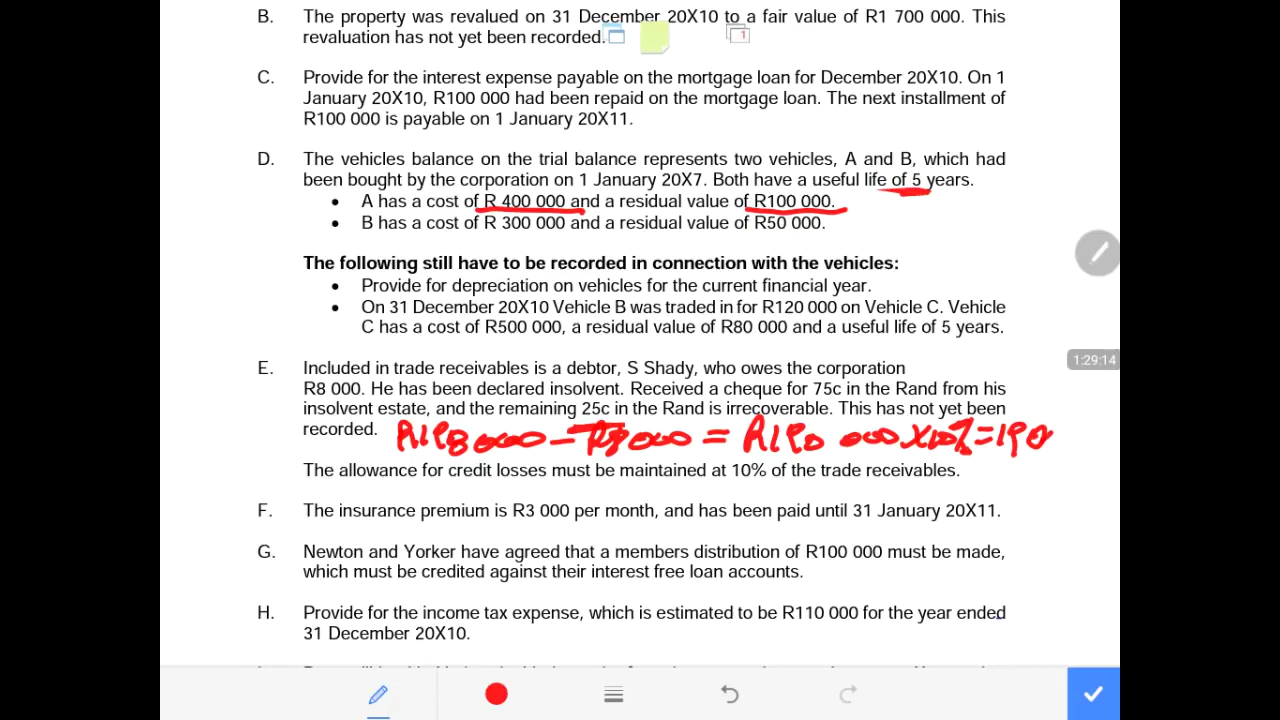 B. The property was revalued on 31 December 20X10 to a fair value of R1 700 000. This
revaluation has not yet been recorded.
1
C. Provide for the interest expense payable on the mortgage loan for December 20X10. On 1
January 20X10, R100 000 had been repaid on the mortgage loan. The next installment of
R100 000 is payable on 1 January 20X11.
D. The vehicles balance on the trial balance represents two vehicles, A and B, which had
been bought by the corporation on 1 January 20X7. Both have a useful life of 5 years.
• A has a cost of R 400 000 and a residual value of R100 000.
• B has a cost of R 300 000 and a residual value of R50 000.
The following still have to be recorded in connection with the vehicles:
• Provide for depreciation on vehicles for the current financial year.
• On 31 December 20X10 Vehicle B was traded in for R120 000 on Vehicle C. Vehicle
C has a cost of R500 000, a residual value of R80 000 and a useful life of 5 years.
1:29:14
E. Included in trade receivables is a debtor, S Shady, who owes the corporation
R8 000. He has been declared insolvent. Received a cheque for 75c in the Rand from his
insolvent estate, and the remaining 25c in the Rand is irrecoverable. This has not yet been
recorded.
R198 000 - R8 000 = R190 000 x 10% = 190
The allowance for credit losses must be maintained at 10% of the trade receivables.
F. The insurance premium is R3 000 per month, and has been paid until 31 January 20X11.
G. Newton and Yorker have agreed that a members distribution of R100 000 must be made,
which must be credited against their interest free loan accounts.
H. Provide for the income tax expense, which is estimated to be R110 000 for the year ended
31 December 20X10.